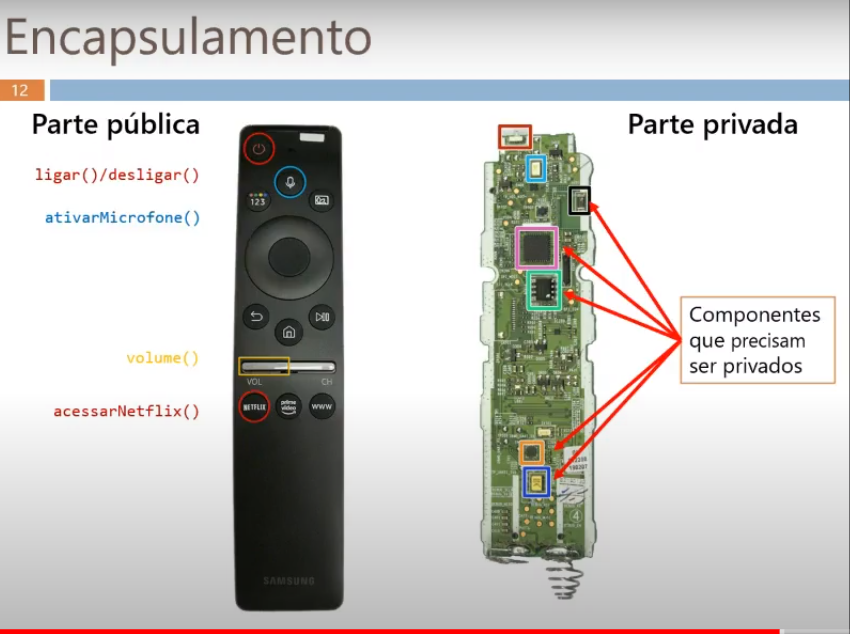 Encapsulamento
12
Parte pública
Parte privada
ligar()/desligar()
ativarMicrofone()
volume()
acessarNetflix()
123
VOL
CH
NETFLIX
prime video
www
SAMSUNG
Componentes
que precisam
ser privados